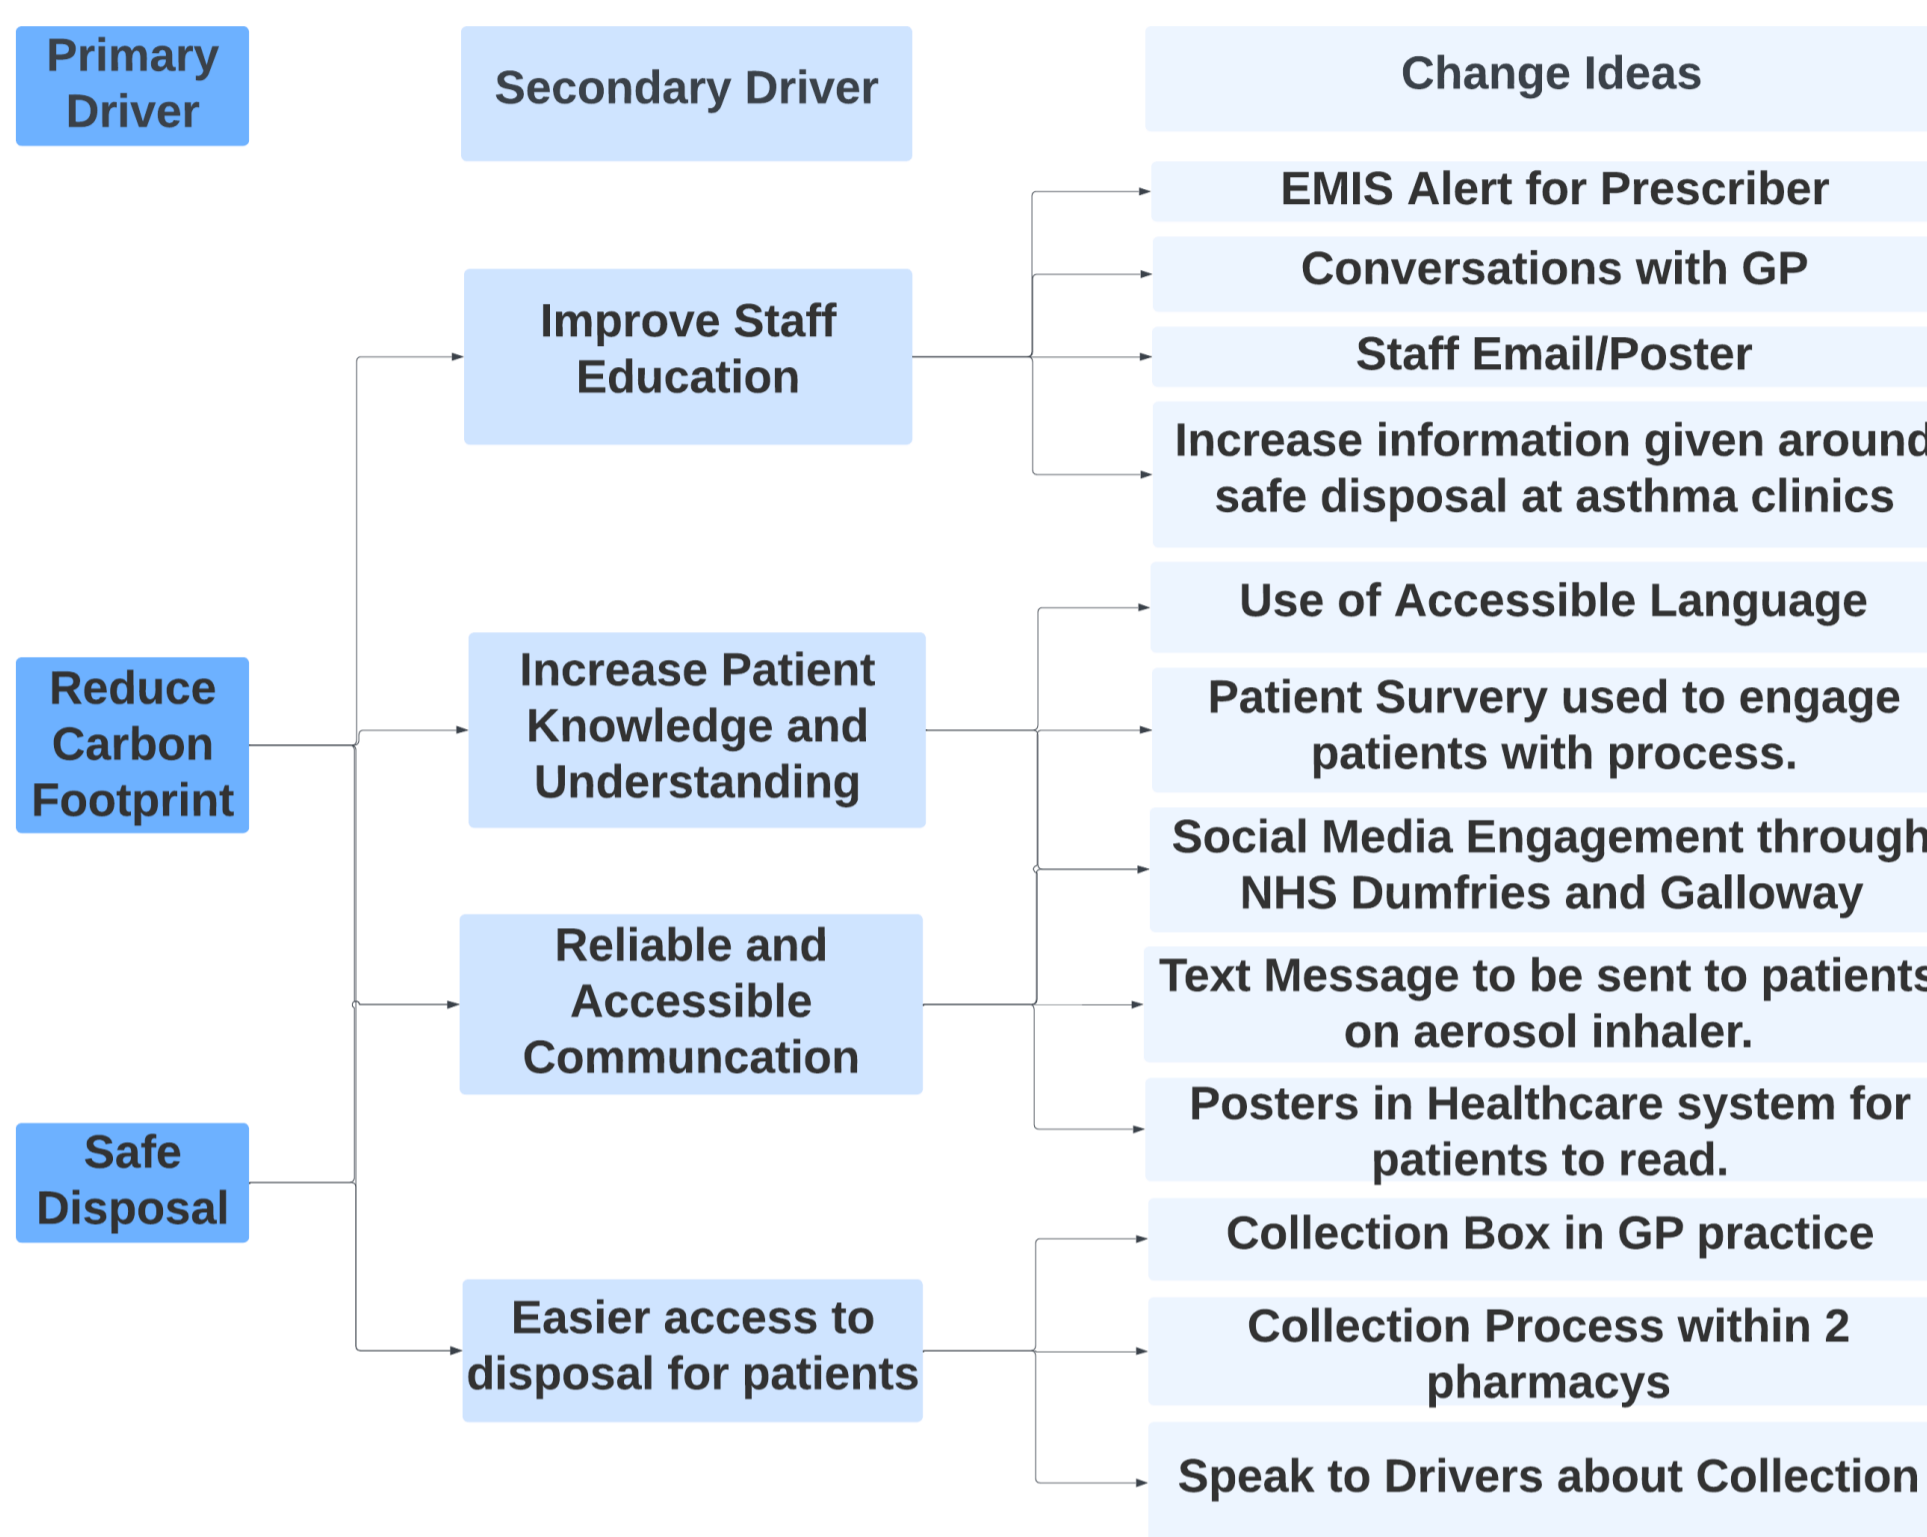 Primary
Driver
Secondary Driver
Change Ideas
EMIS Alert for Prescriber
Conversations with GP
Improve Staff
Education
Staff Email/Poster
Increase information given around
safe disposal at asthma clinics
Use of Accessible Language
Reduce
Carbon
Footprint
Increase Patient
Knowledge and
Understanding
Patient Survery used to engage
patients with process.
Social Media Engagement through
NHS Dumfries and Galloway
Reliable and
Accessible
Communcation
Text Message to be sent to patients
on aerosol inhaler.
Posters in Healthcare system for
patients to read.
Safe
Disposal
Collection Box in GP practice
Easier access to
disposal for patients
Collection Process within 2
pharmacys
Speak to Drivers about Collection